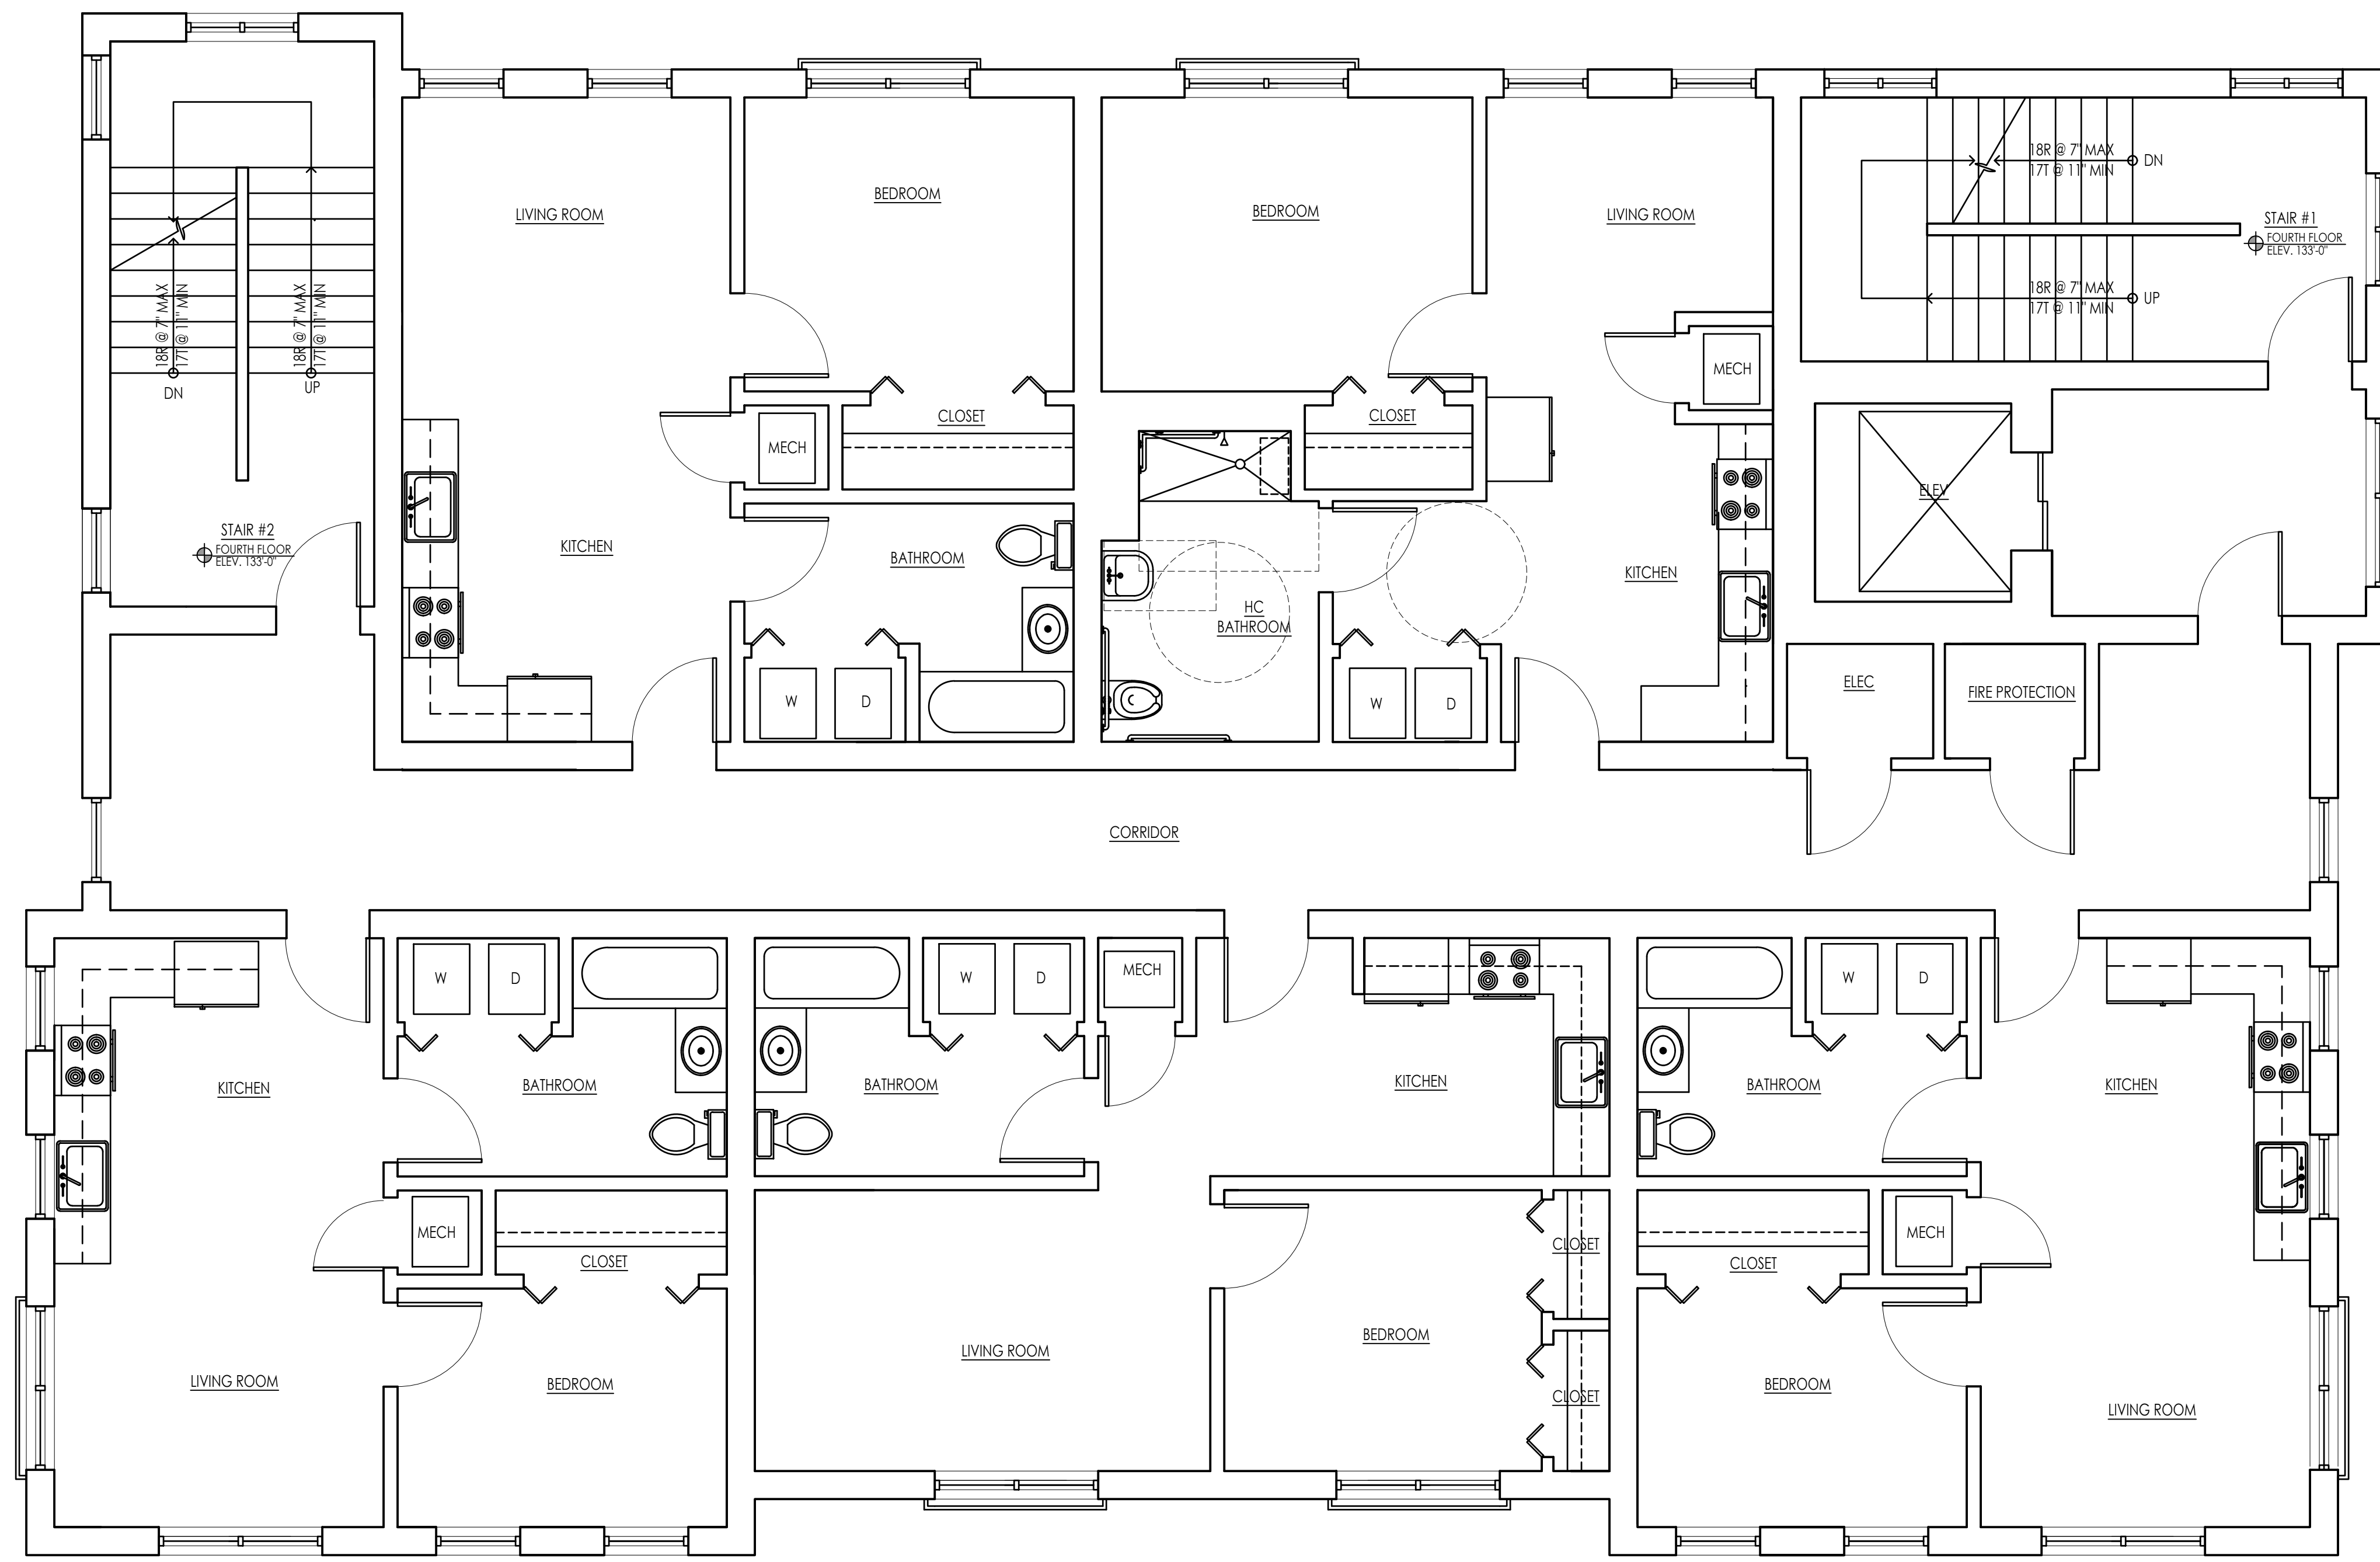 18R @ 7" MAX
17T @ 11" MIN
DN
18R @ 7" MAX
17T @ 11" MIN
UP
STAIR #2
FOURTH FLOOR
ELEV. 133'-0"
LIVING ROOM
KITCHEN
BEDROOM
CLOSET
MECH
BATHROOM
W
D
BEDROOM
CLOSET
HC
BATHROOM
W
D
LIVING ROOM
MECH
KITCHEN
18R @ 7" MAX
17T @ 11" MIN
DN
18R @ 7" MAX
17T @ 11" MIN
UP
STAIR #1
FOURTH FLOOR
ELEV. 133'-0"
ELEV
ELEC
FIRE PROTECTION
CORRIDOR
KITCHEN
W
D
BATHROOM
MECH
CLOSET
LIVING ROOM
BEDROOM
BATHROOM
W
D
MECH
KITCHEN
LIVING ROOM
BEDROOM
CLOSET
CLOSET
BATHROOM
W
D
KITCHEN
CLOSET
MECH
BEDROOM
LIVING ROOM